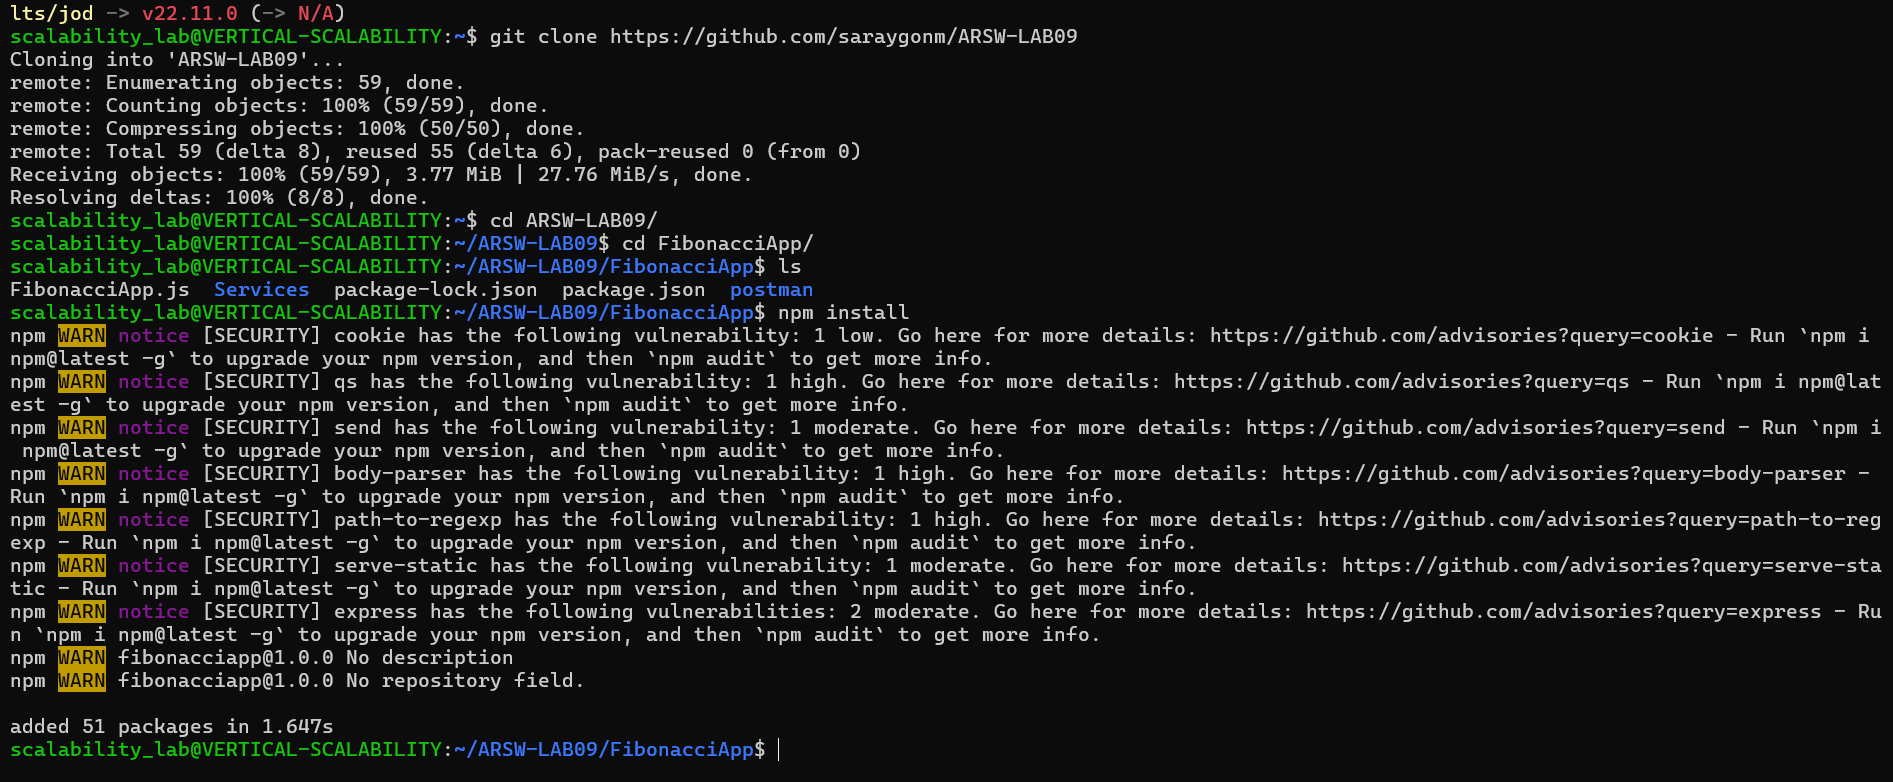 lts/jod -> v22.11.0 (-> N/A)
scalability_lab@VERTICAL-SCALABILITY:~$ git clone https://github.com/saraygonm/ARSW-LAB09
Cloning into 'ARSW-LAB09'...
remote: Enumerating objects: 59, done.
remote: Counting objects: 100% (59/59), done.
remote: Compressing objects: 100% (50/50), done.
remote: Total 59 (delta 8), reused 55 (delta 6), pack-reused 0 (from 0)
Receiving objects: 100% (59/59), 3.77 MiB | 27.76 MiB/s, done.
Resolving deltas: 100% (8/8), done.
scalability_lab@VERTICAL-SCALABILITY:~$ cd ARSW-LAB09/
scalability_lab@VERTICAL-SCALABILITY:~/ARSW-LAB09$ cd FibonacciApp/
scalability_lab@VERTICAL-SCALABILITY:~/ARSW-LAB09/FibonacciApp$ ls
FibonacciApp.js  Services  package-lock.json  package.json  postman
scalability_lab@VERTICAL-SCALABILITY:~/ARSW-LAB09/FibonacciApp$ npm install
npm WARN notice [SECURITY] cookie has the following vulnerability: 1 low. Go here for more details: https://github.com/advisories?query=cookie - Run `npm i
npm@latest -g` to upgrade your npm version, and then `npm audit` to get more info.
npm WARN notice [SECURITY] qs has the following vulnerability: 1 high. Go here for more details: https://github.com/advisories?query=qs - Run `npm i npm@lat
est -g` to upgrade your npm version, and then `npm audit` to get more info.
npm WARN notice [SECURITY] send has the following vulnerability: 1 moderate. Go here for more details: https://github.com/advisories?query=send - Run `npm i
 npm@latest -g` to upgrade your npm version, and then `npm audit` to get more info.
npm WARN notice [SECURITY] body-parser has the following vulnerability: 1 high. Go here for more details: https://github.com/advisories?query=body-parser -
Run `npm i npm@latest -g` to upgrade your npm version, and then `npm audit` to get more info.
npm WARN notice [SECURITY] path-to-regexp has the following vulnerability: 1 high. Go here for more details: https://github.com/advisories?query=path-to-reg
exp - Run `npm i npm@latest -g` to upgrade your npm version, and then `npm audit` to get more info.
npm WARN notice [SECURITY] serve-static has the following vulnerability: 1 moderate. Go here for more details: https://github.com/advisories?query=serve-sta
tic - Run `npm i npm@latest -g` to upgrade your npm version, and then `npm audit` to get more info.
npm WARN notice [SECURITY] express has the following vulnerabilities: 2 moderate. Go here for more details: https://github.com/advisories?query=express - Ru
n `npm i npm@latest -g` to upgrade your npm version, and then `npm audit` to get more info.
npm WARN fibonacciapp@1.0.0 No description
npm WARN fibonacciapp@1.0.0 No repository field.
added 51 packages in 1.647s
scalability_lab@VERTICAL-SCALABILITY:~/ARSW-LAB09/FibonacciApp$